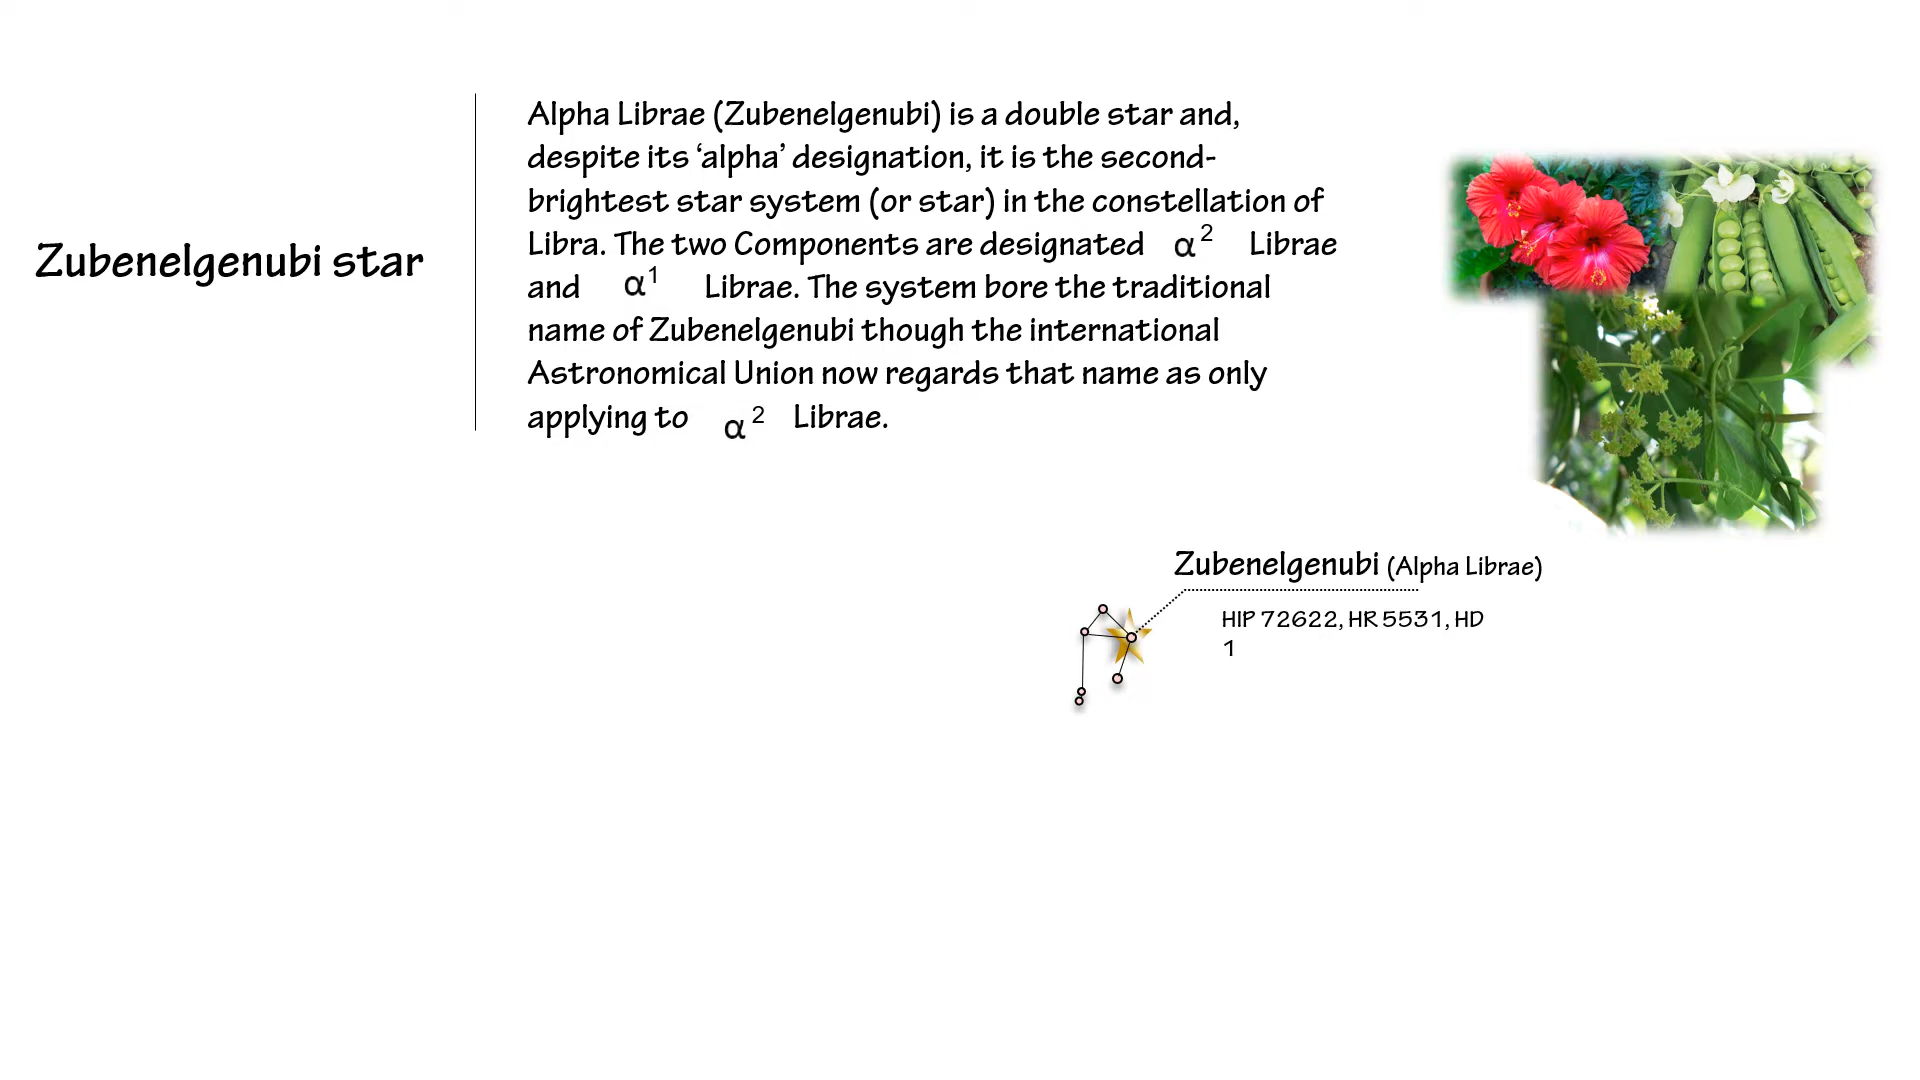 Zubenelgenubi star
Alpha Librae (Zubenelgenubi) is a double star and,
despite its ‘alpha’ designation, it is the second-
brightest star system (or star) in the constellation of
Libra. The two Components are designated α² Librae
and α¹ Librae. The system bore the traditional
name of Zubenelgenubi though the international
Astronomical Union now regards that name as only
applying to α² Librae.
Zubenelgenubi (Alpha Librae)
HIP 72622, HR 5531, HD
1